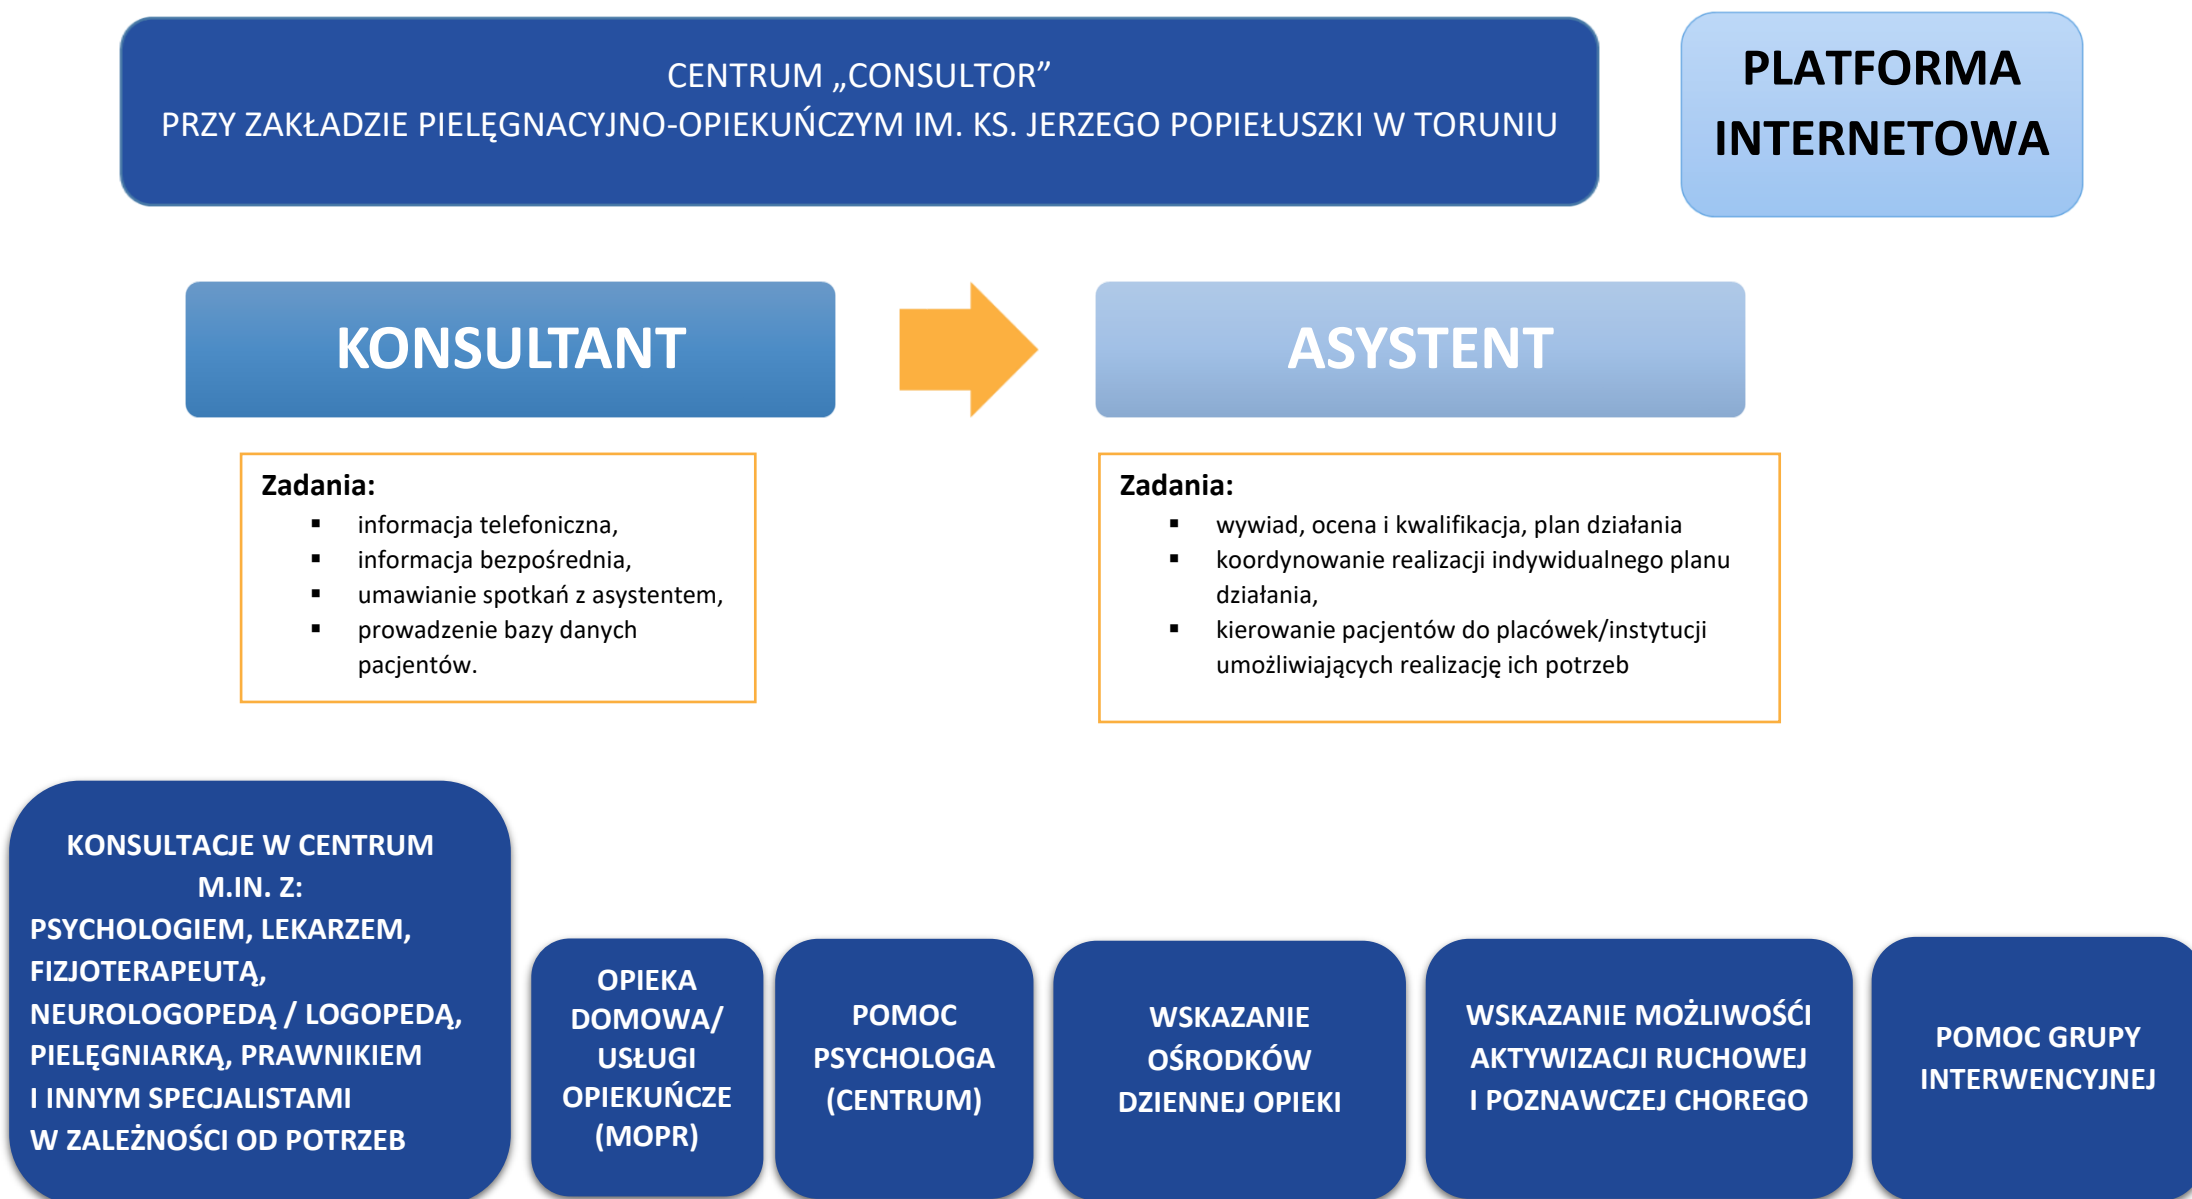 CENTRUM „CONSULTOR”
PRZY ZAKŁADZIE PIELĘGNACYJNO-OPIEKUŃCZYM IM. KS. JERZEGO POPIEŁUSZKI W TORUNIU
PLATFORMA
INTERNETOWA
KONSULTANT
ASYSTENT
Zadania:
▪ informacja telefoniczna,
▪ informacja bezpośrednia,
▪ umawianie spotkań z asystentem,
▪ prowadzenie bazy danych
pacjentów.
Zadania:
▪ wywiad, ocena i kwalifikacja, plan działania
▪ koordynowanie realizacji indywidualnego planu
działania,
▪ kierowanie pacjentów do placówek/instytucji
umożliwiających realizację ich potrzeb
KONSULTACJE W CENTRUM
M.IN. Z:
PSYCHOLOGIEM, LEKARZEM,
FIZJOTERAPEUTĄ,
NEUROLOGOPEDĄ / LOGOPEDĄ,
PIELĘGNIARKĄ, PRAWNIKIEM
I INNYM SPECJALISTAMI
W ZALEŻNOŚCI OD POTRZEB
OPIEKA
DOMOWA/
USŁUGI
OPIEKUŃCZE
(MOPR)
POMOC
PSYCHOLOGA
(CENTRUM)
WSKAZANIE
OŚRODKÓW
DZIENNEJ OPIEKI
WSKAZANIE MOŻLIWOŚĆI
AKTYWIZACJI RUCHOWEJ
I POZNAWCZEJ CHOREGO
POMOC GRUPY
INTERWENCYJNEJ